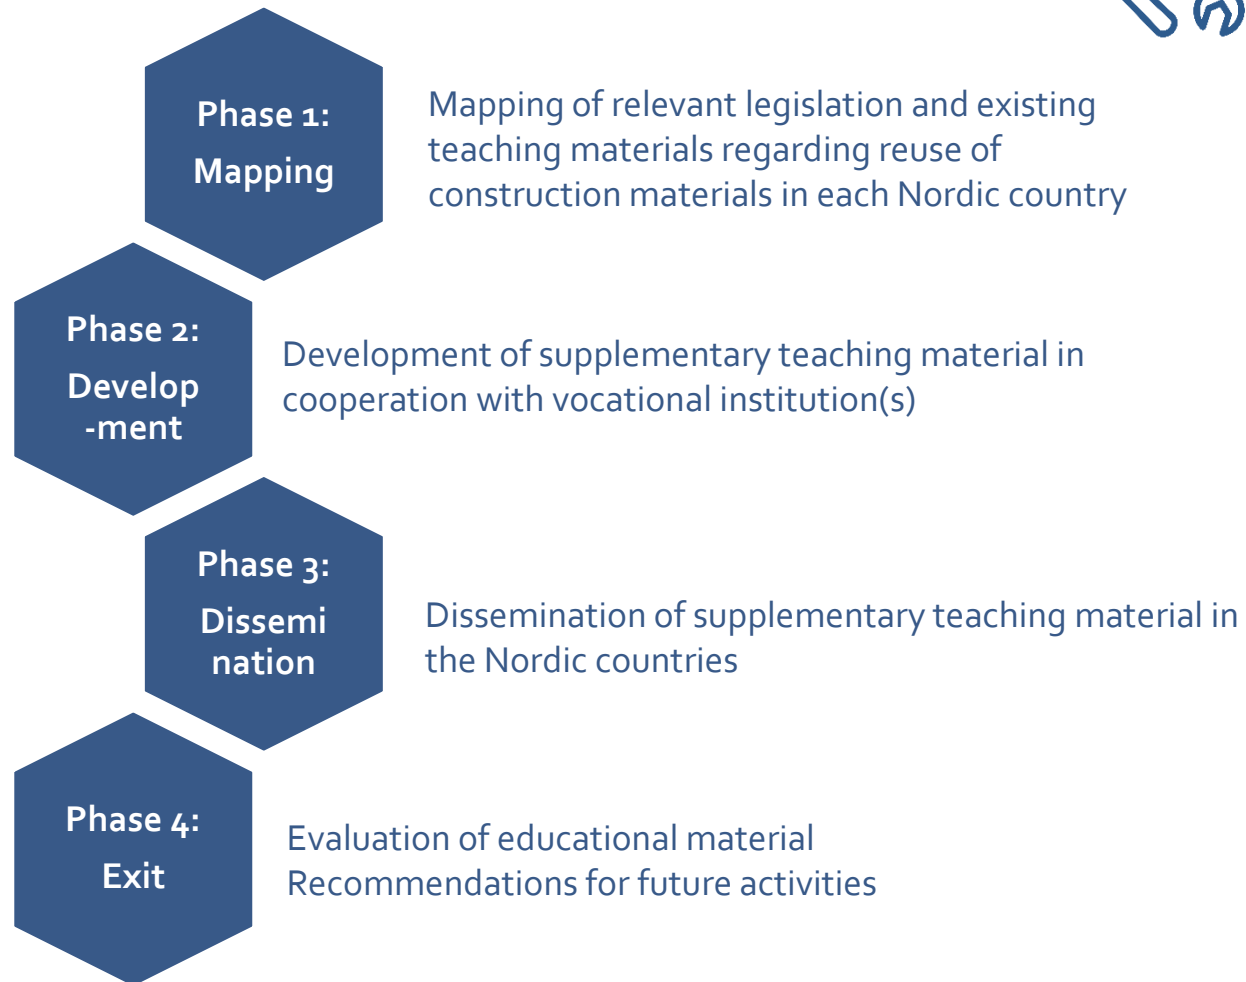 Phase 1:
Mapping
Mapping of relevant legislation and existing
teaching materials regarding reuse of
construction materials in each Nordic country
Phase 2:
Develop
-ment
Development of supplementary teaching material in
cooperation with vocational institution(s)
Phase 3:
Dissemi
nation
Dissemination of supplementary teaching material in
the Nordic countries
Phase 4:
Exit
Evaluation of educational material
Recommendations for future activities